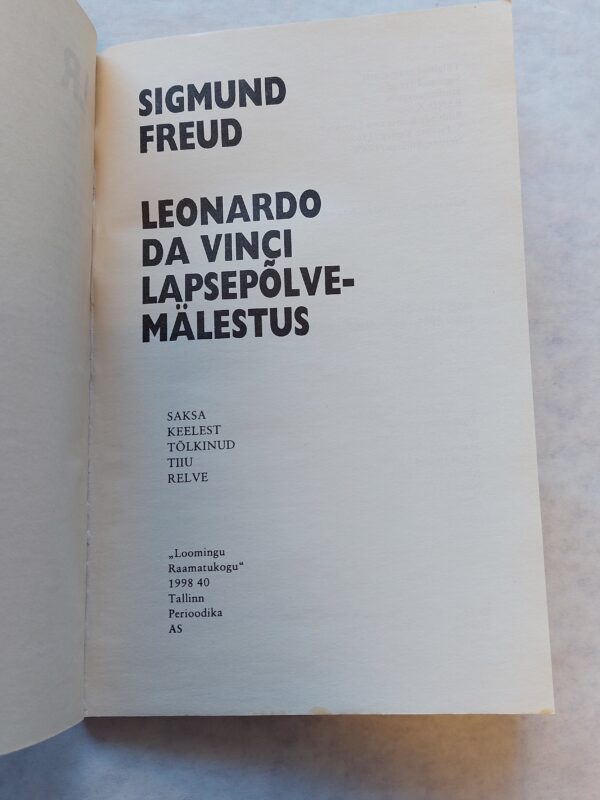 SIGMUND
FREUD
LEONARDO
DA VINCI
LAPSEPÕLVE-
MÄLESTUS
SAKSA
KEELEST
TÕLKINUD
TIIU
RELVE
„Loomingu
Raamatukogu“
1998 40
Tallinn
Perioodika
AS